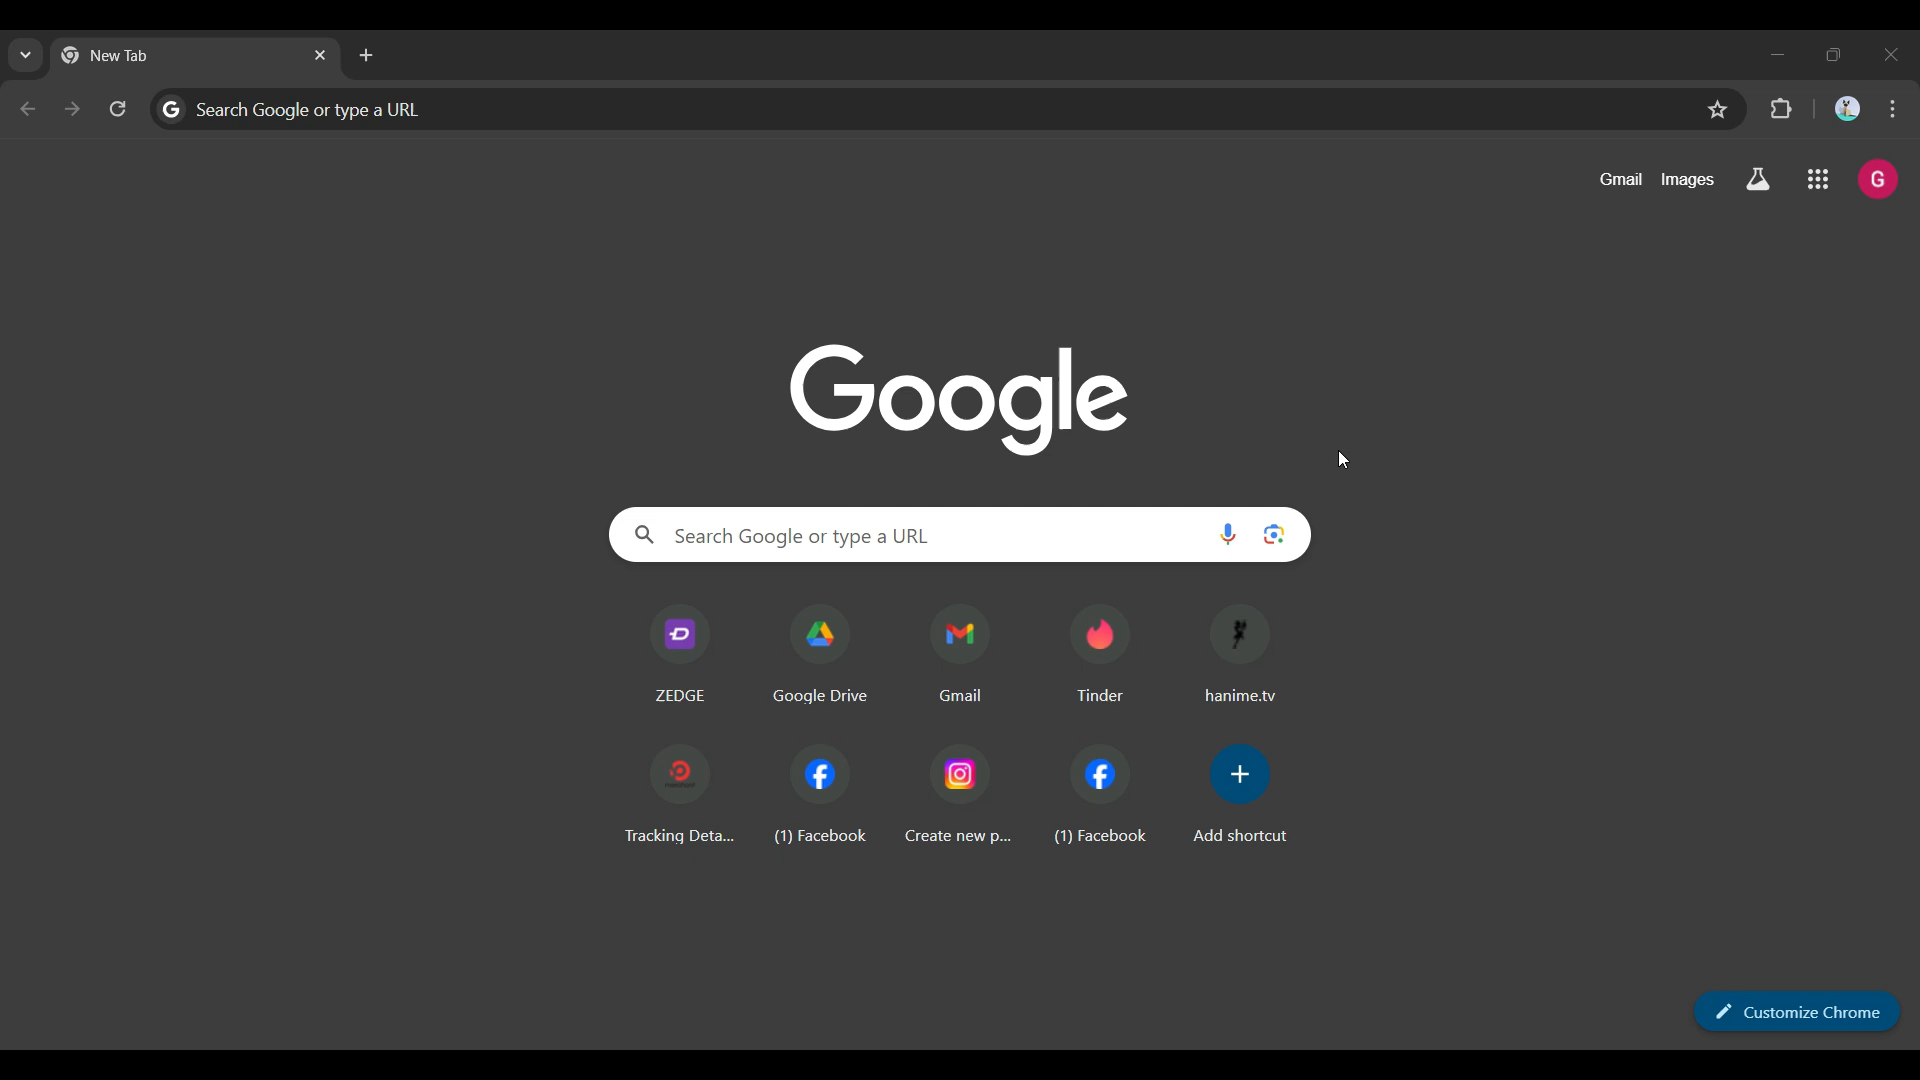 New Tab
Search Google or type a URL
Gmail Images G
Google
Search Google or type a URL
ZEDGE Google Drive Gmail Tinder hanime.tv
Tracking Deta... (1) Facebook Create new p... (1) Facebook Add shortcut
Customize Chrome